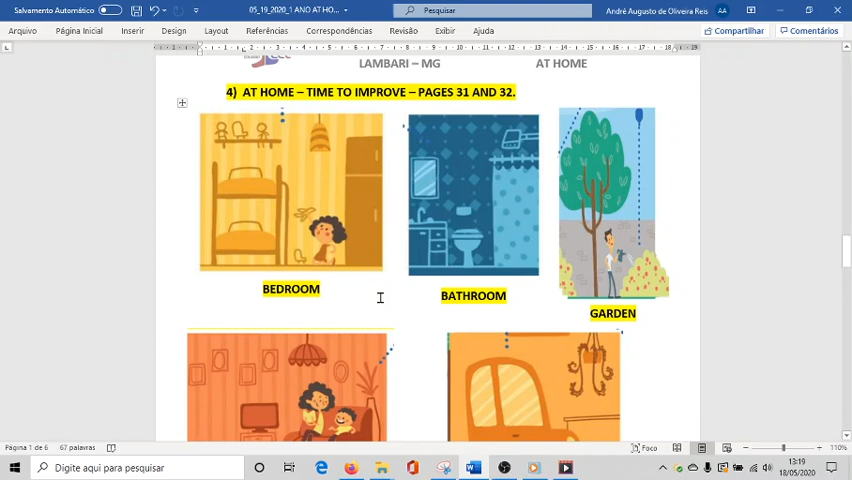 Salvamento Automático
05_19_2020_1 ANO AT HO...
Pesquisar
André Augusto de Oliveira Reis
AA
Arquivo
Página Inicial
Inserir
Design
Layout
Referências
Correspondências
Revisão
Exibir
Ajuda
Compartilhar
Comentários
LAMBARI – MG
AT HOME
4) AT HOME – TIME TO IMPROVE – PAGES 31 AND 32.
BEDROOM
BATHROOM
GARDEN
Página 1 de 6
67 palavras
Foco
110%
Digite aqui para pesquisar
13:19
18/05/2020